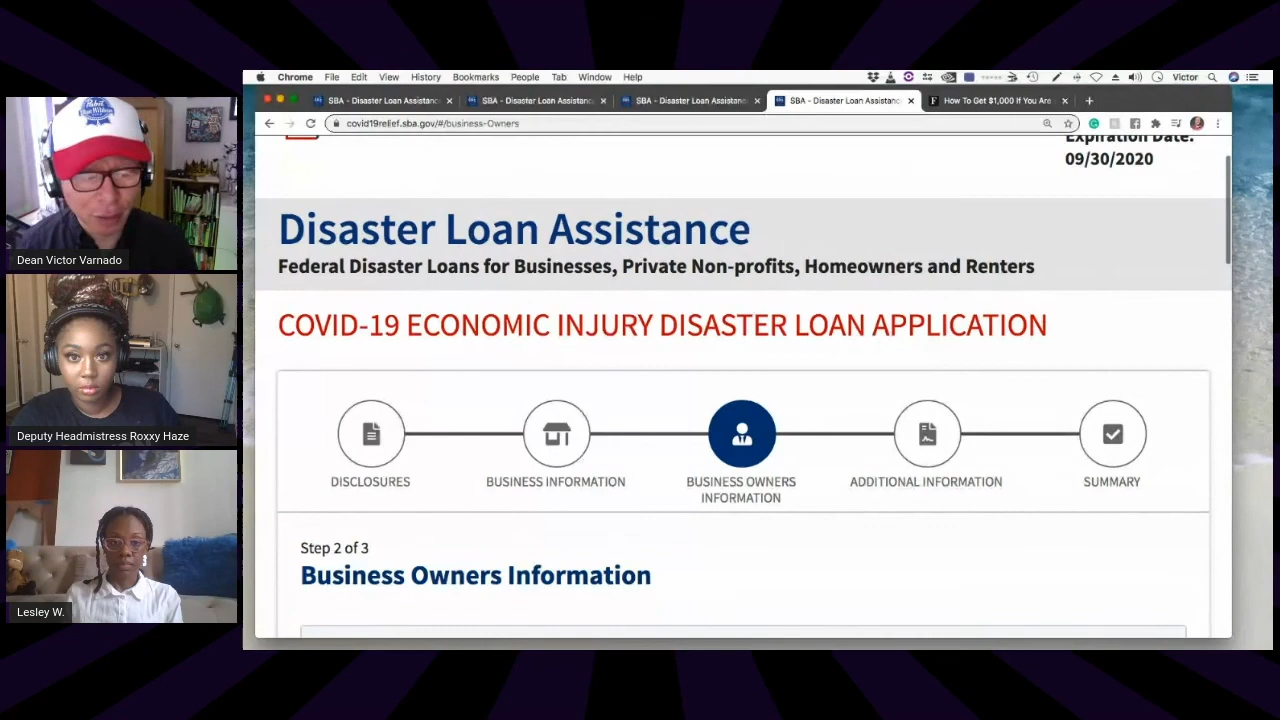 Chrome File Edit View History Bookmarks People Tab Window Help Victor
SBA - Disaster Loan Assistanc
SBA - Disaster Loan Assistanc
SBA - Disaster Loan Assistanc
SBA - Disaster Loan Assistanc
How To Get $1,000 If You Are
covid19relief.sba.gov/#/business-Owners
Expiration Date:
09/30/2020
Disaster Loan Assistance
Federal Disaster Loans for Businesses, Private Non-profits, Homeowners and Renters
COVID-19 ECONOMIC INJURY DISASTER LOAN APPLICATION
DISCLOSURES
BUSINESS INFORMATION
BUSINESS OWNERS
INFORMATION
ADDITIONAL INFORMATION
SUMMARY
Step 2 of 3
Business Owners Information
Pabst
Dean Victor Varnado
Deputy Headmistress Roxxy Haze
Lesley W.